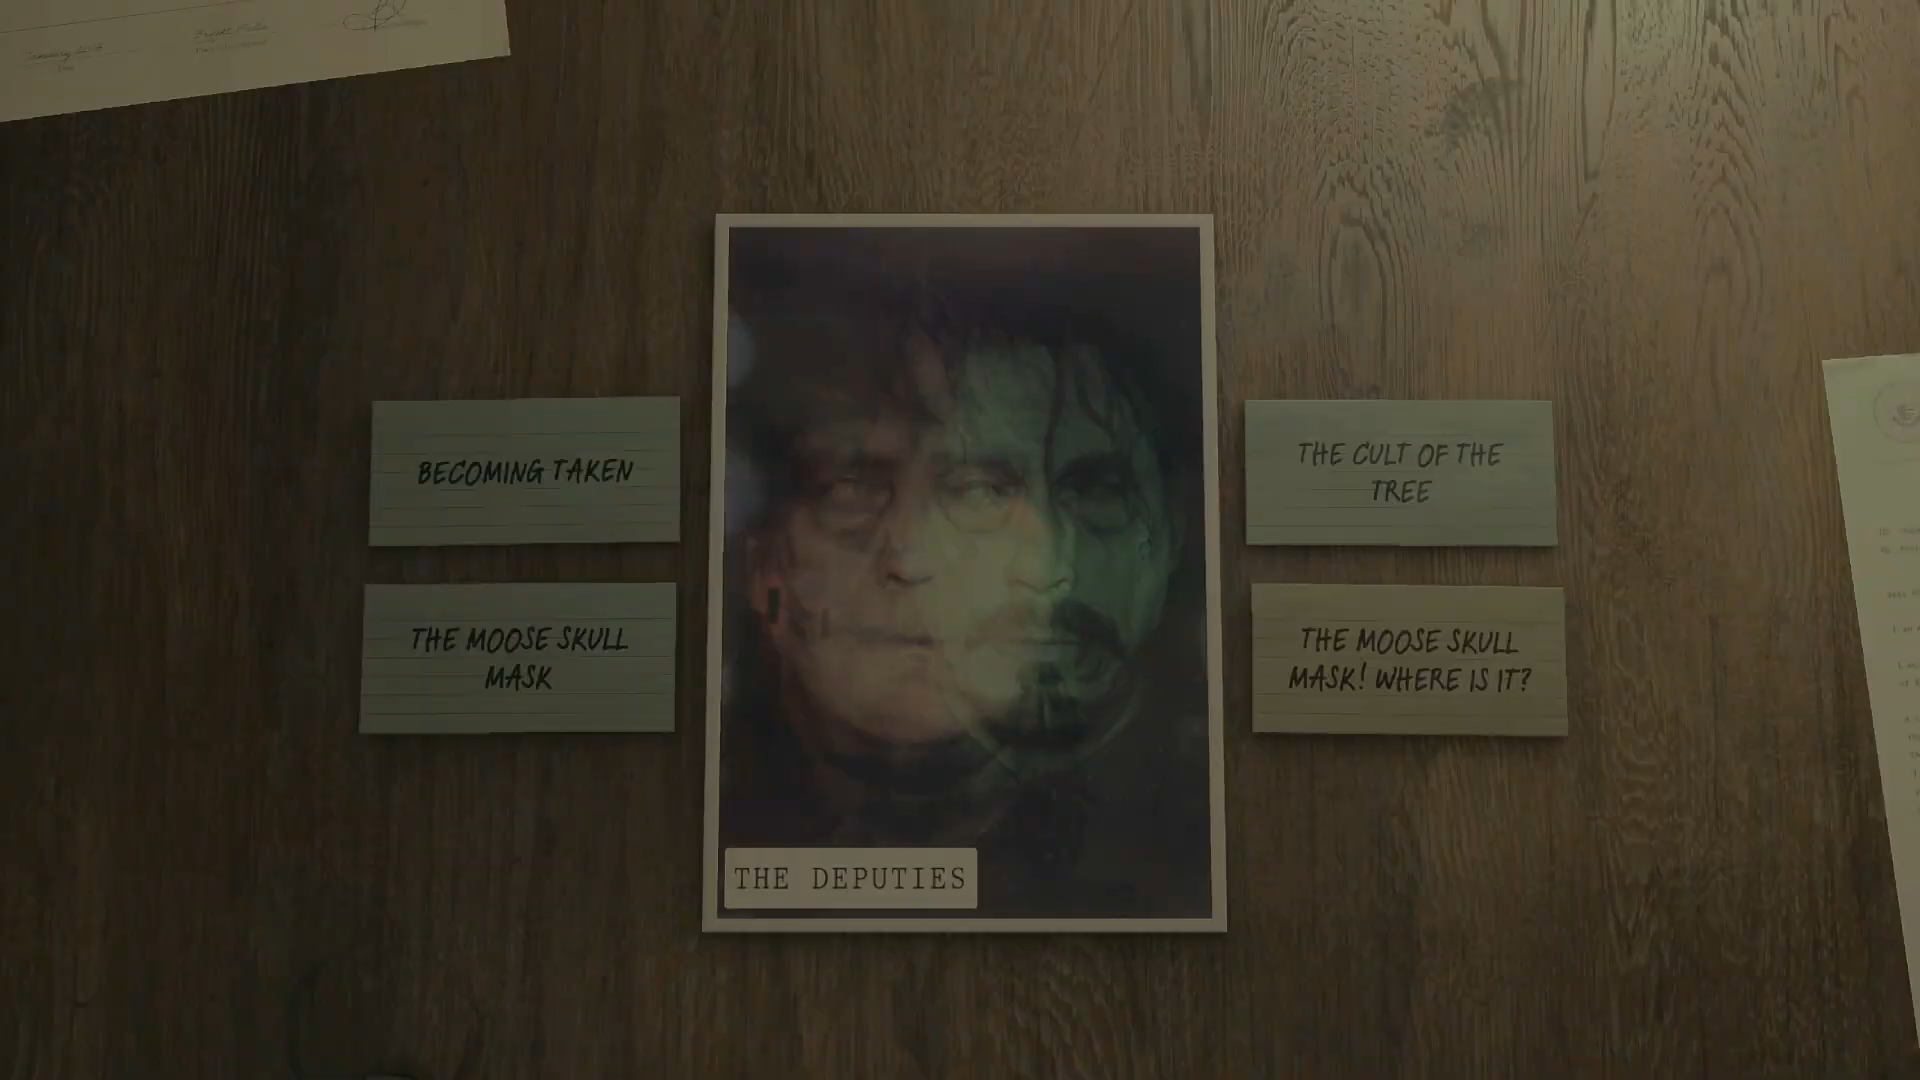 BECOMING TAKEN
THE MOOSE SKULL
MASK
THE CULT OF THE
TREE
THE MOOSE SKULL
MASK! WHERE IS IT?
THE DEPUTIES